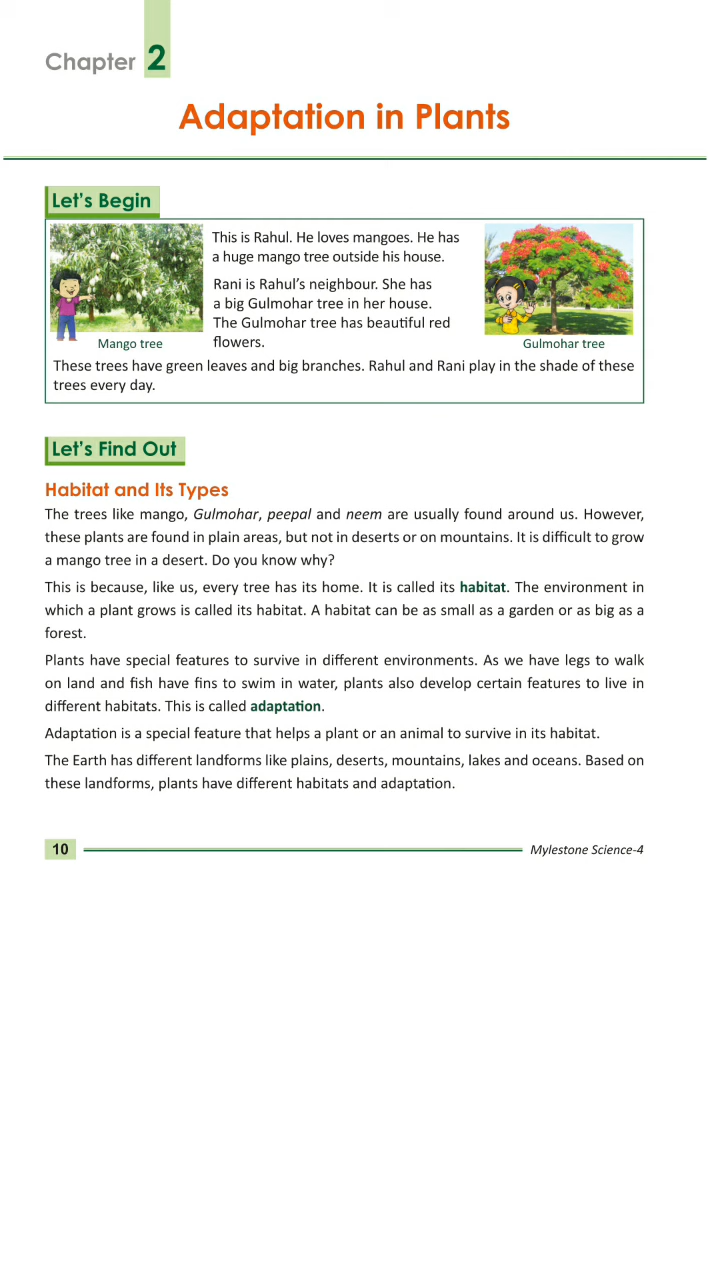 Chapter 2
Adaptation in Plants
Let's Begin
This is Rahul. He loves mangoes. He has
a huge mango tree outside his house.
Rani is Rahul's neighbour. She has
a big Gulmohar tree in her house.
The Gulmohar tree has beautiful red
flowers.
Mango tree
Gulmohar tree
These trees have green leaves and big branches. Rahul and Rani play in the shade of these
trees every day.
Let's Find Out
Habitat and Its Types
The trees like mango, Gulmohar, peepal and neem are usually found around us. However,
these plants are found in plain areas, but not in deserts or on mountains. It is difficult to grow
a mango tree in a desert. Do you know why?
This is because, like us, every tree has its home. It is called its habitat. The environment in
which a plant grows is called its habitat. A habitat can be as small as a garden or as big as a
forest.
Plants have special features to survive in different environments. As we have legs to walk
on land and fish have fins to swim in water, plants also develop certain features to live in
different habitats. This is called adaptation.
Adaptation is a special feature that helps a plant or an animal to survive in its habitat.
The Earth has different landforms like plains, deserts, mountains, lakes and oceans. Based on
these landforms, plants have different habitats and adaptation.
10
Mylestone Science-4